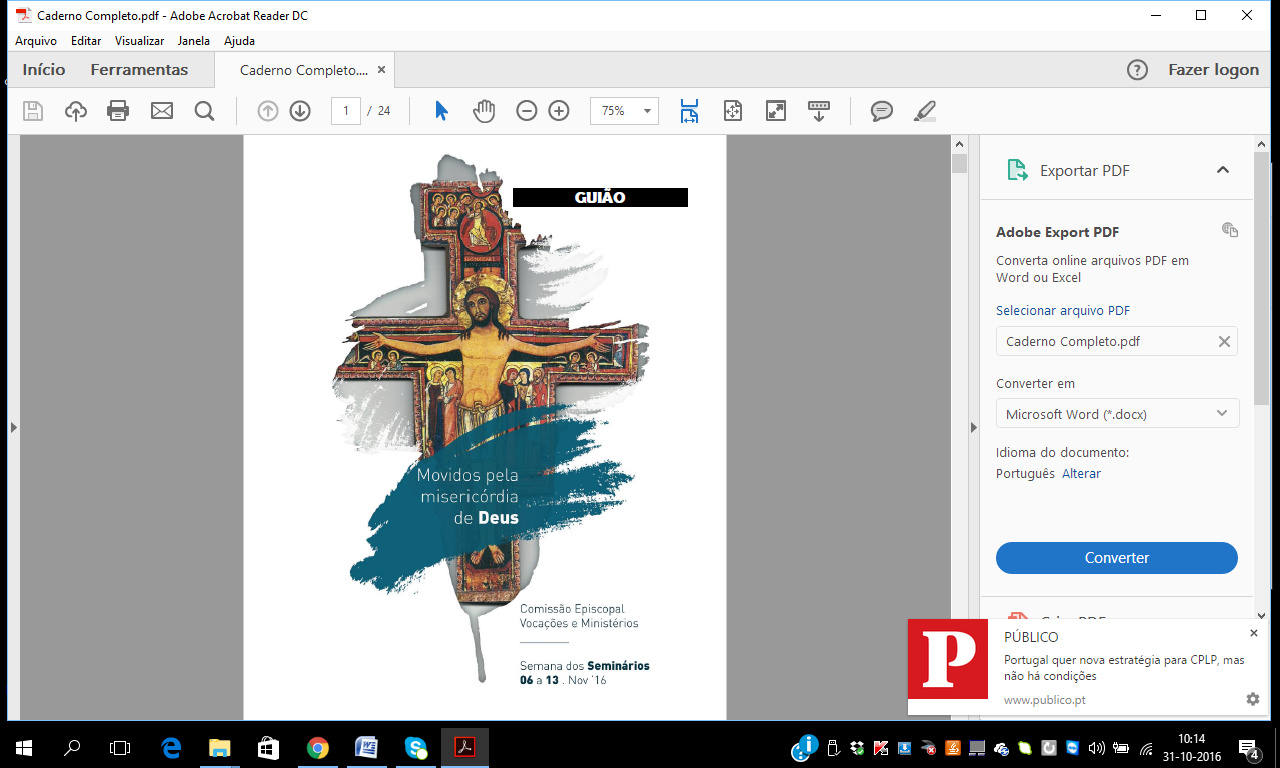 Caderno Completo.pdf - Adobe Acrobat Reader DC
Arquivo Editar Visualizar Janela Ajuda
Início Ferramentas Caderno Completo.... × Fazer logon
1 / 24 75%
GUIÃO
Movidos pela
misericórdia
de Deus
Comissão Episcopal
Vocações e Ministérios
Semana dos Seminários
06 a 13 . Nov '16
Exportar PDF
Adobe Export PDF
Converta online arquivos PDF em
Word ou Excel
Selecionar arquivo PDF
Caderno Completo.pdf
Converter em
Microsoft Word (*.docx)
Idioma do documento:
Português Alterar
Converter
P
PÚBLICO
Portugal quer nova estratégia para CPLP, mas
não há condições
www.publico.pt
10:14
31-10-2016
4